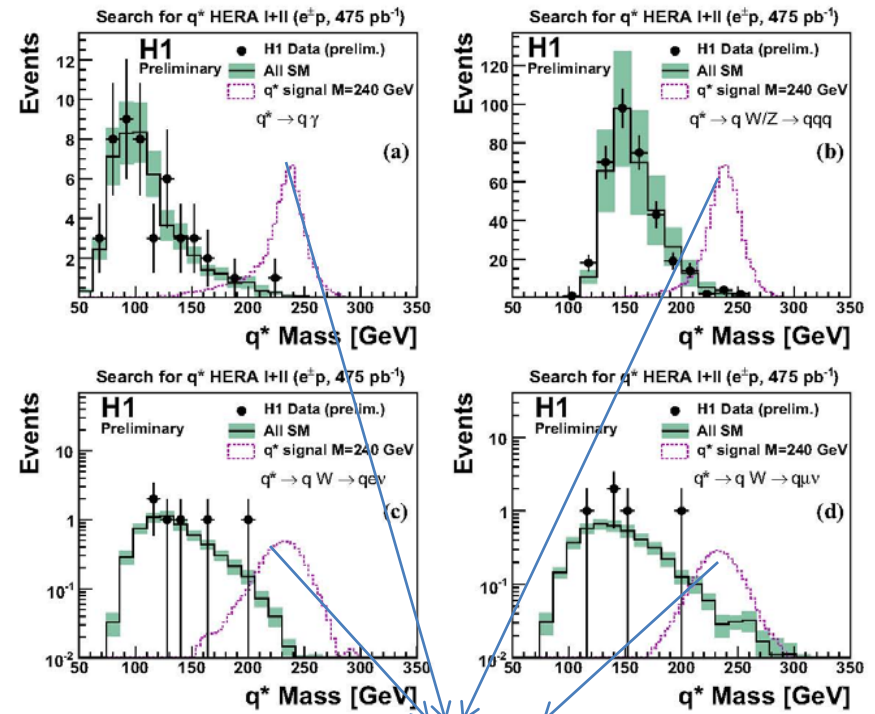 Search for q* HERA I+II (e±p, 475 pb-1)
Events
H1
Preliminary
H1 Data (prelim.)
All SM
q* signal M=240 GeV
q* → q γ
(a)
12
10
8
6
4
2
50 100 150 200 250 300 350
q* Mass [GeV]
Search for q* HERA I+II (e±p, 475 pb-1)
Events
H1
Preliminary
H1 Data (prelim.)
All SM
q* signal M=240 GeV
q* → q W/Z → qqq
(b)
120
100
80
60
40
20
50 100 150 200 250 300 350
q* Mass [GeV]
Search for q* HERA I+II (e±p, 475 pb-1)
Events
H1
Preliminary
H1 Data (prelim.)
All SM
q* signal M=240 GeV
q* → q W → qeν
(c)
10
1
10-1
10-2
50 100 150 200 250 300 350
q* Mass [GeV]
Search for q* HERA I+II (e±p, 475 pb-1)
Events
H1
Preliminary
H1 Data (prelim.)
All SM
q* signal M=240 GeV
q* → q W → qμν
(d)
10
1
10-1
10-2
50 100 150 200 250 300 350
q* Mass [GeV]